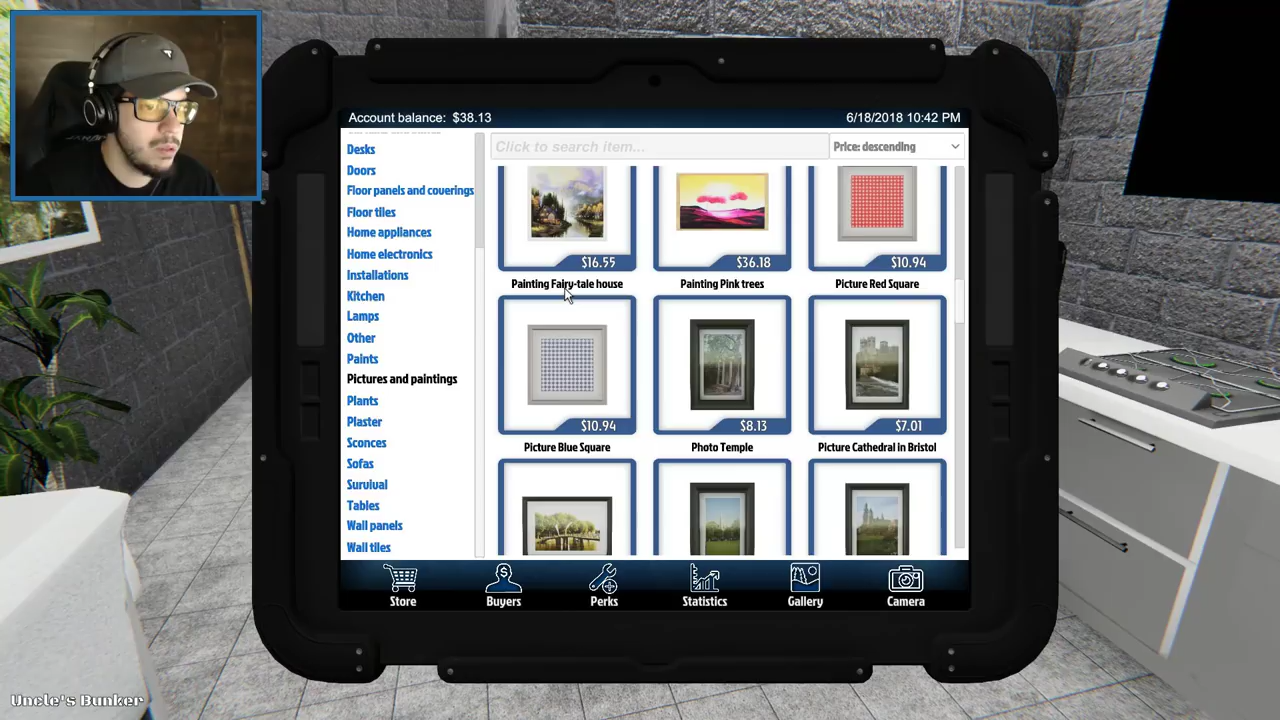 Account balance: $38.13
6/18/2018 10:42 PM
Desks
Doors
Floor panels and coverings
Floor tiles
Home appliances
Home electronics
Installations
Kitchen
Lamps
Other
Paints
Pictures and paintings
Plants
Plaster
Sconces
Sofas
Survival
Tables
Wall panels
Wall tiles
Click to search item...
Price: descending
$16.55
$36.18
$10.94
Painting Fairy-tale house
Painting Pink trees
Picture Red Square
$10.94
$8.13
$7.01
Picture Blue Square
Photo Temple
Picture Cathedral in Bristol
Store
Buyers
Perks
Statistics
Gallery
Camera
Uncle's Bunker